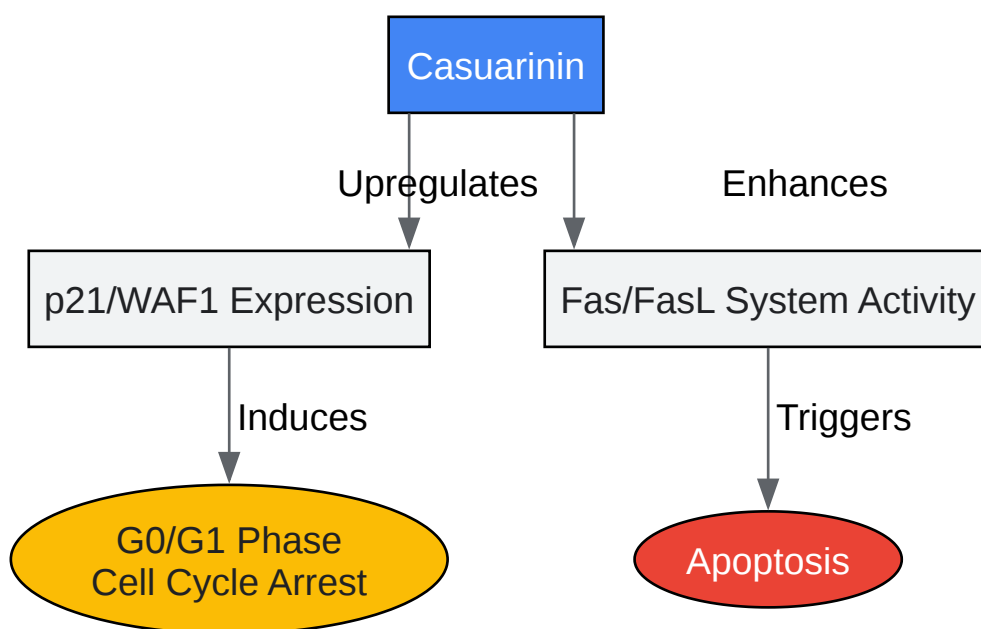 Casuarinin
Upregulates
Enhances
p21/WAF1 Expression
Fas/FasL System Activity
Induces
Triggers
G0/G1 Phase
Cell Cycle Arrest
Apoptosis